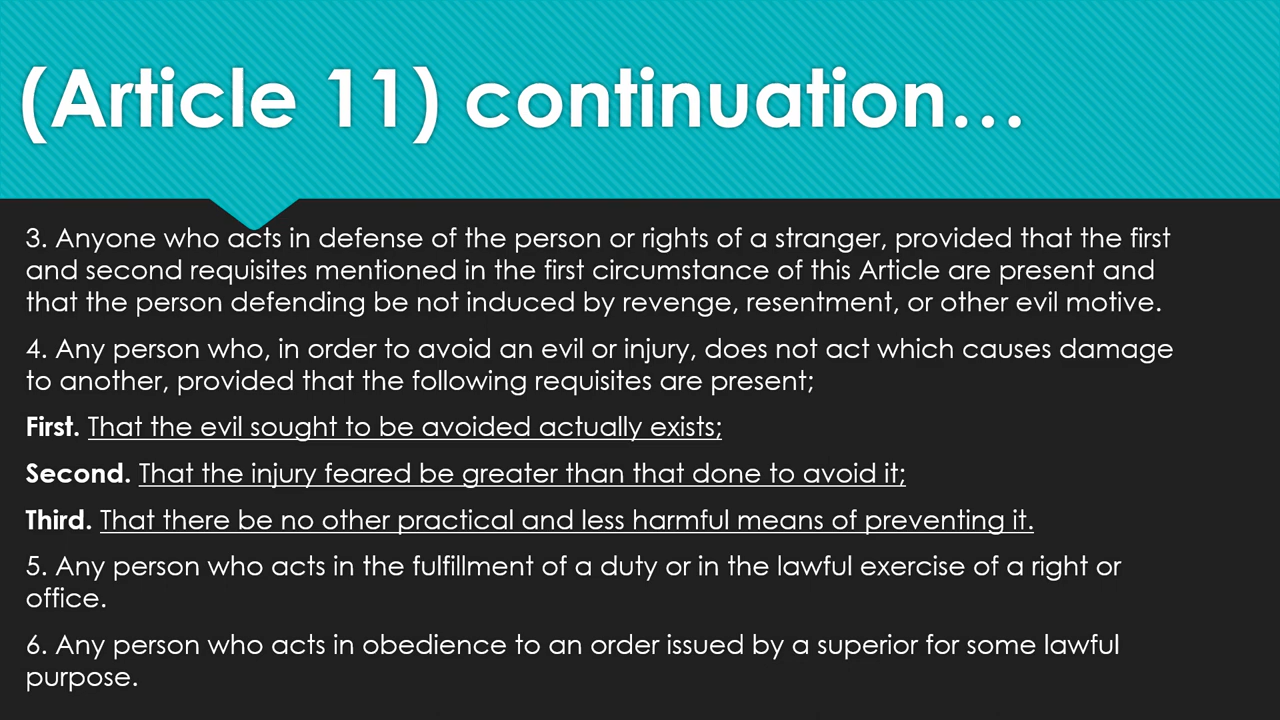 (Article 11) continuation…
3. Anyone who acts in defense of the person or rights of a stranger, provided that the first
and second requisites mentioned in the first circumstance of this Article are present and
that the person defending be not induced by revenge, resentment, or other evil motive.
4. Any person who, in order to avoid an evil or injury, does not act which causes damage
to another, provided that the following requisites are present;
First. That the evil sought to be avoided actually exists;
Second. That the injury feared be greater than that done to avoid it;
Third. That there be no other practical and less harmful means of preventing it.
5. Any person who acts in the fulfillment of a duty or in the lawful exercise of a right or
office.
6. Any person who acts in obedience to an order issued by a superior for some lawful
purpose.